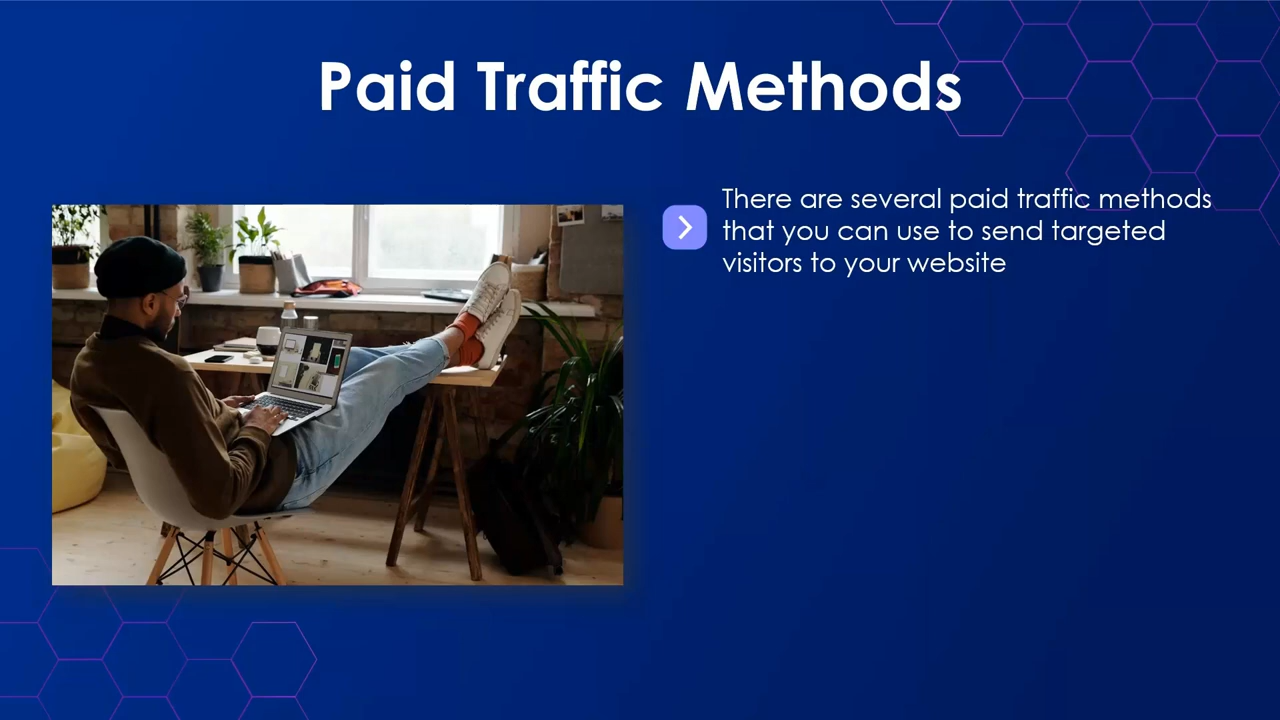 Paid Traffic Methods
There are several paid traffic methods
that you can use to send targeted
visitors to your website